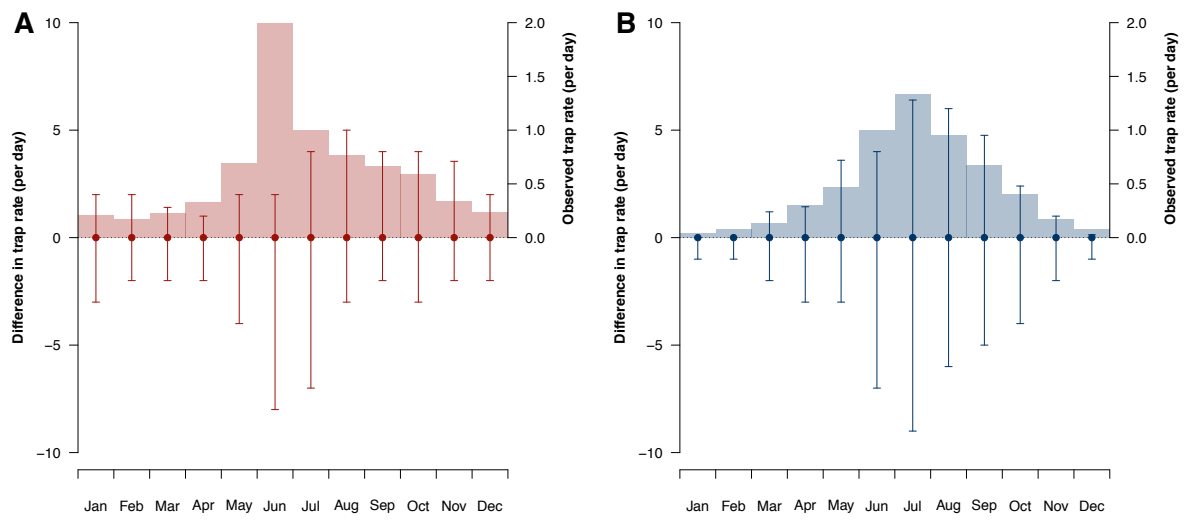 A
10
5
0
−5
−10
Difference in trap rate (per day)
2.0
1.5
1.0
0.5
0.0
Observed trap rate (per day)
Jan Feb Mar Apr May Jun Jul Aug Sep Oct Nov Dec
B
10
5
0
−5
−10
Difference in trap rate (per day)
2.0
1.5
1.0
0.5
0.0
Observed trap rate (per day)
Jan Feb Mar Apr May Jun Jul Aug Sep Oct Nov Dec